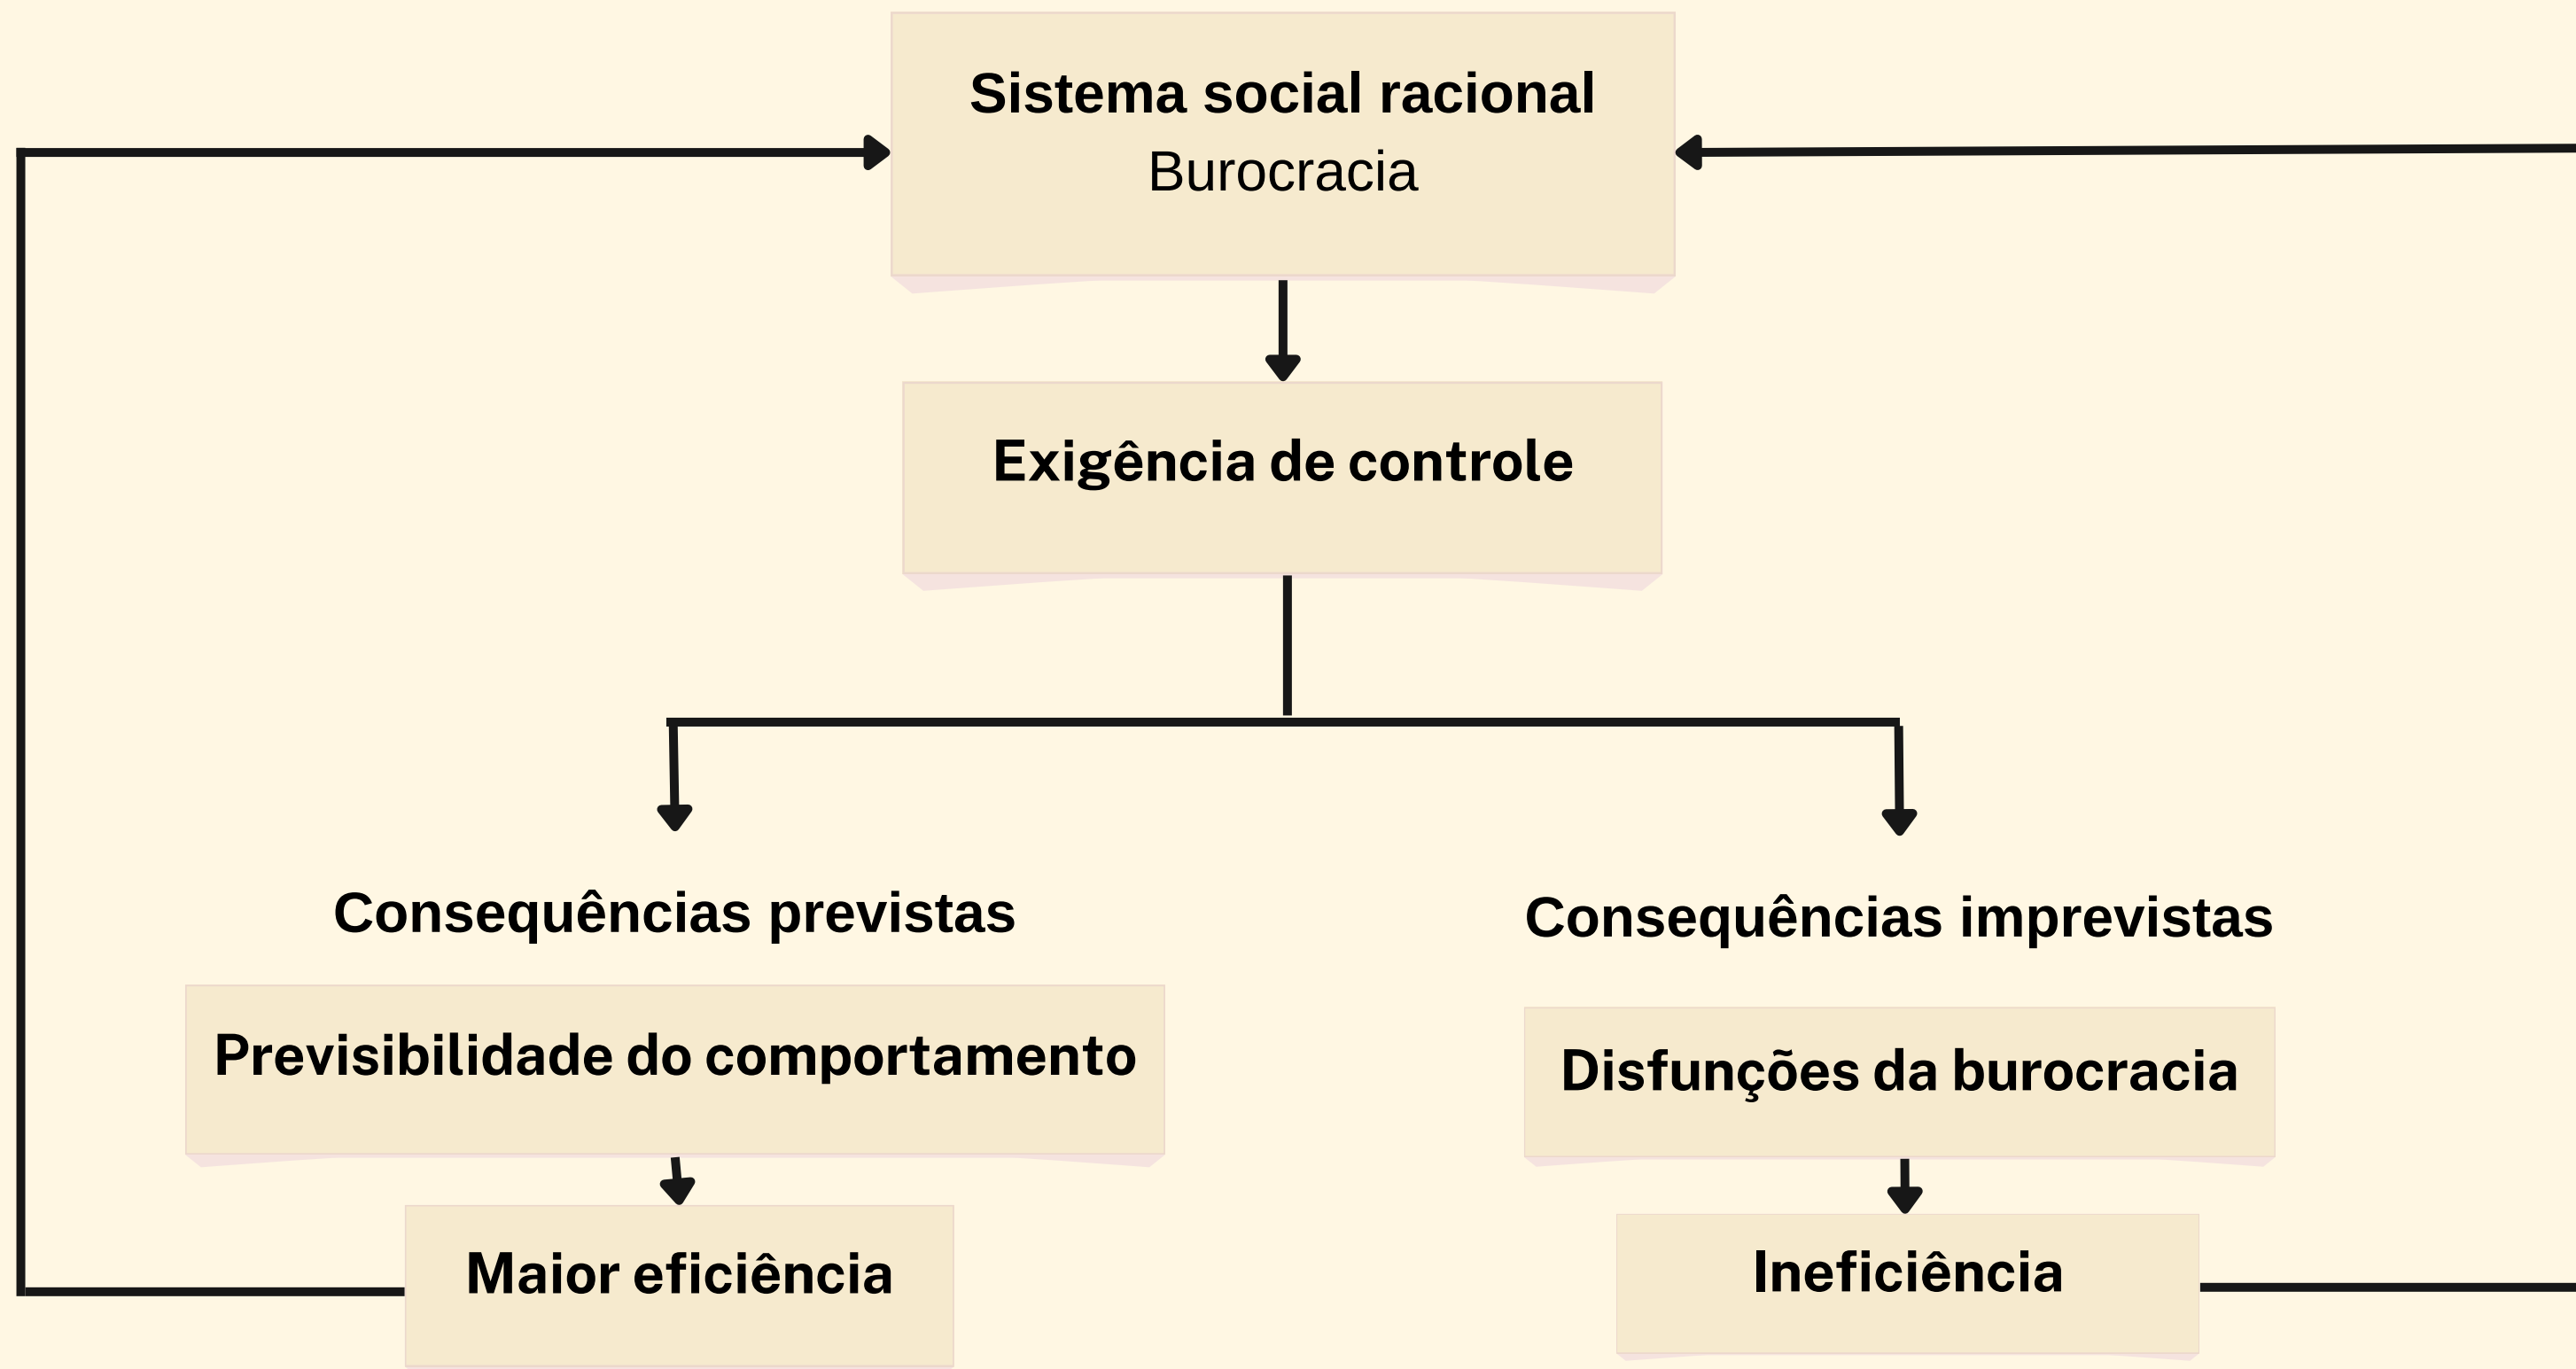 Sistema social racional
Burocracia
Exigência de controle
Consequências previstas
Consequências imprevistas
Previsibilidade do comportamento
Disfunções da burocracia
Maior eficiência
Ineficiência